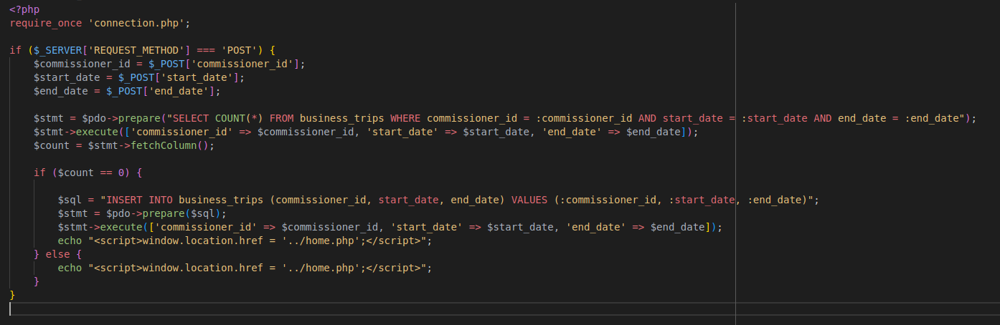 <?php
require_once 'connection.php';
if ($_SERVER['REQUEST_METHOD'] === 'POST') {
$commissioner_id = $_POST['commissioner_id'];
$start_date = $_POST['start_date'];
$end_date = $_POST['end_date'];
$stmt = $pdo->prepare("SELECT COUNT(*) FROM business_trips WHERE commissioner_id = :commissioner_id AND start_date = :start_date AND end_date = :end_date");
$stmt->execute(['commissioner_id' => $commissioner_id, 'start_date' => $start_date, 'end_date' => $end_date]);
$count = $stmt->fetchColumn();
if ($count == 0) {
$sql = "INSERT INTO business_trips (commissioner_id, start_date, end_date) VALUES (:commissioner_id, :start_date, :end_date)";
$stmt = $pdo->prepare($sql);
$stmt->execute(['commissioner_id' => $commissioner_id, 'start_date' => $start_date, 'end_date' => $end_date]);
echo "<script>window.location.href = '../home.php';</script>";
} else {
echo "<script>window.location.href = '../home.php';</script>";
}
}